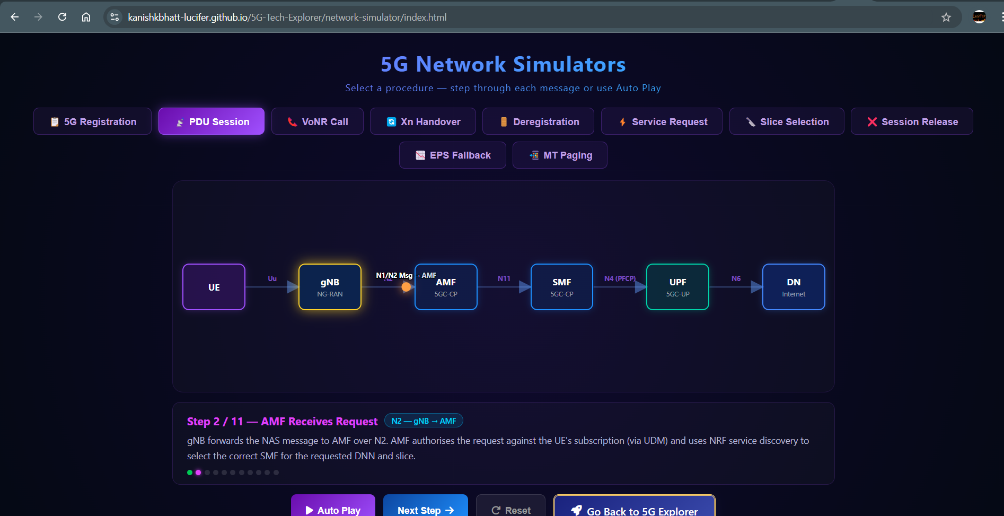 kanishkbhatt-lucifer.github.io/5G-Tech-Explorer/network-simulator/index.html
5G Network Simulators
Select a procedure — step through each message or use Auto Play
5G Registration
PDU Session
VoNR Call
Xn Handover
Deregistration
Service Request
Slice Selection
Session Release
EPS Fallback
MT Paging
UE
Uu
gNB
NG-RAN
N1/N2 Msg → AMF
N2
AMF
5GC-CP
N11
SMF
5GC-CP
N4 (PFCP)
UPF
5GC-UP
N6
DN
Internet
Step 2 / 11 — AMF Receives Request
N2 — gNB → AMF
gNB forwards the NAS message to AMF over N2. AMF authorises the request against the UE's subscription (via UDM) and uses NRF service discovery to
select the correct SMF for the requested DNN and slice.
Auto Play
Next Step →
Reset
Go Back to 5G Explorer